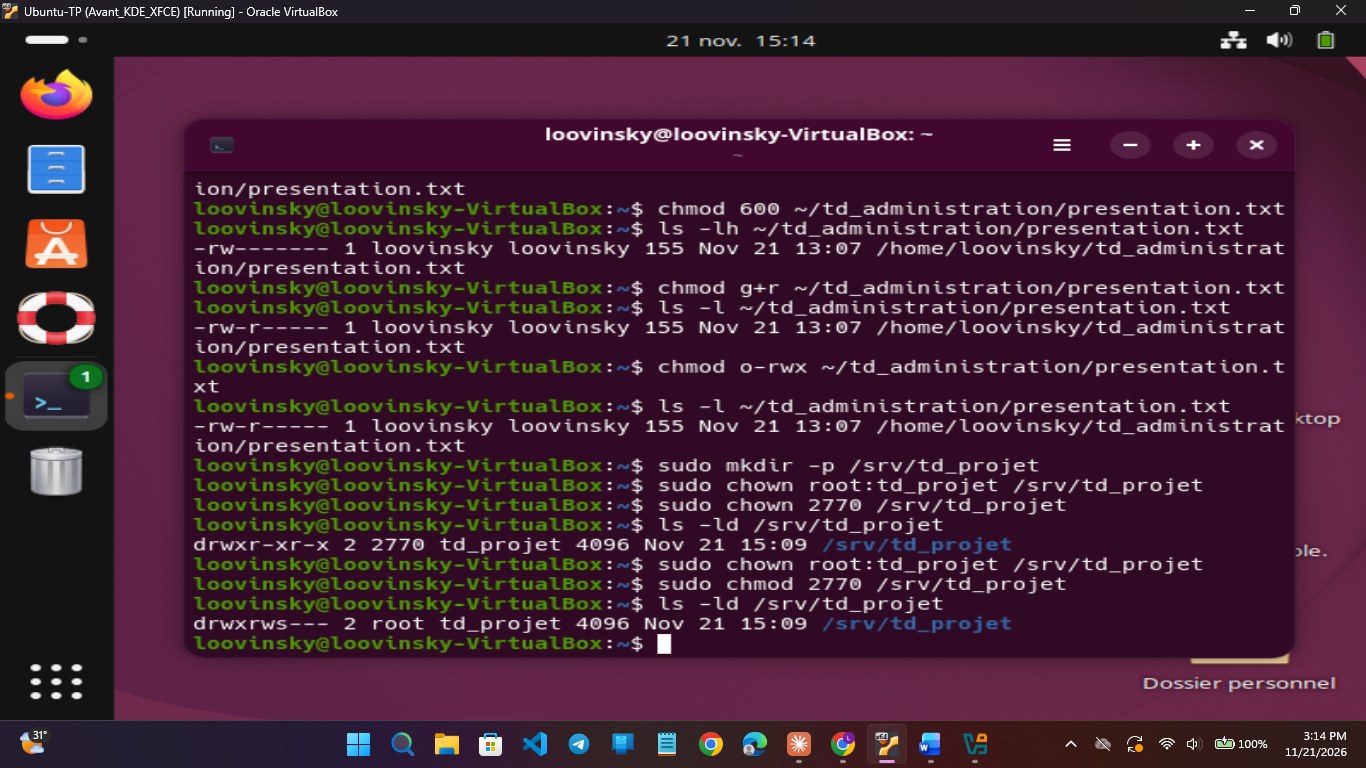 Ubuntu-TP (Avant_KDE_XFCE) [Running] - Oracle VirtualBox
21 nov. 15:14
loovinsky@loovinsky-VirtualBox: ~
~
ion/presentation.txt
loovinsky@loovinsky-VirtualBox:~$ chmod 600 ~/td_administration/presentation.txt
loovinsky@loovinsky-VirtualBox:~$ ls -lh ~/td_administration/presentation.txt
-rw------- 1 loovinsky loovinsky 155 Nov 21 13:07 /home/loovinsky/td_administrat
ion/presentation.txt
loovinsky@loovinsky-VirtualBox:~$ chmod g+r ~/td_administration/presentation.txt
loovinsky@loovinsky-VirtualBox:~$ ls -l ~/td_administration/presentation.txt
-rw-r----- 1 loovinsky loovinsky 155 Nov 21 13:07 /home/loovinsky/td_administrat
ion/presentation.txt
loovinsky@loovinsky-VirtualBox:~$ chmod o-rwx ~/td_administration/presentation.t
xt
loovinsky@loovinsky-VirtualBox:~$ ls -l ~/td_administration/presentation.txt
-rw-r----- 1 loovinsky loovinsky 155 Nov 21 13:07 /home/loovinsky/td_administrat
ion/presentation.txt
loovinsky@loovinsky-VirtualBox:~$ sudo mkdir -p /srv/td_projet
loovinsky@loovinsky-VirtualBox:~$ sudo chown root:td_projet /srv/td_projet
loovinsky@loovinsky-VirtualBox:~$ sudo chown 2770 /srv/td_projet
loovinsky@loovinsky-VirtualBox:~$ ls -ld /srv/td_projet
drwxr-xr-x 2 2770 td_projet 4096 Nov 21 15:09 /srv/td_projet
loovinsky@loovinsky-VirtualBox:~$ sudo chown root:td_projet /srv/td_projet
loovinsky@loovinsky-VirtualBox:~$ sudo chmod 2770 /srv/td_projet
loovinsky@loovinsky-VirtualBox:~$ ls -ld /srv/td_projet
drwxrws--- 2 root td_projet 4096 Nov 21 15:09 /srv/td_projet
loovinsky@loovinsky-VirtualBox:~$
1
ktop
ole.
Dossier personnel
31°
100%
3:14 PM
11/21/2026